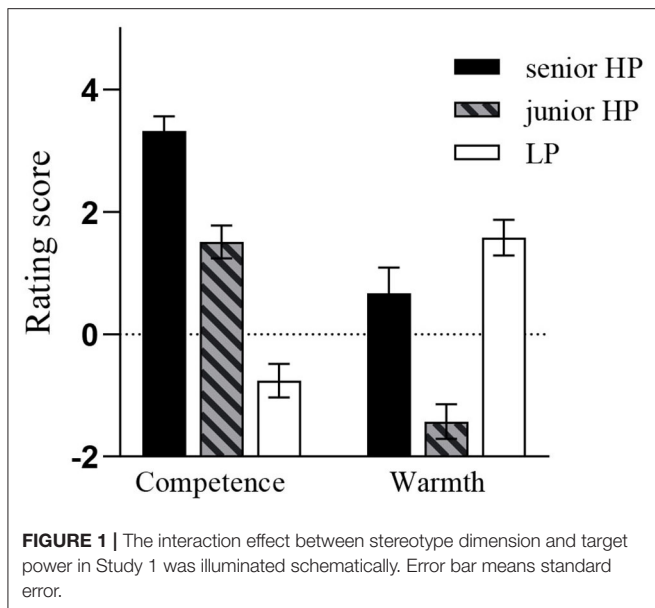 senior HP
junior HP
LP
Rating score
4
2
0
-2
Competence
Warmth
FIGURE 1 | The interaction effect between stereotype dimension and target
power in Study 1 was illuminated schematically. Error bar means standard
error.